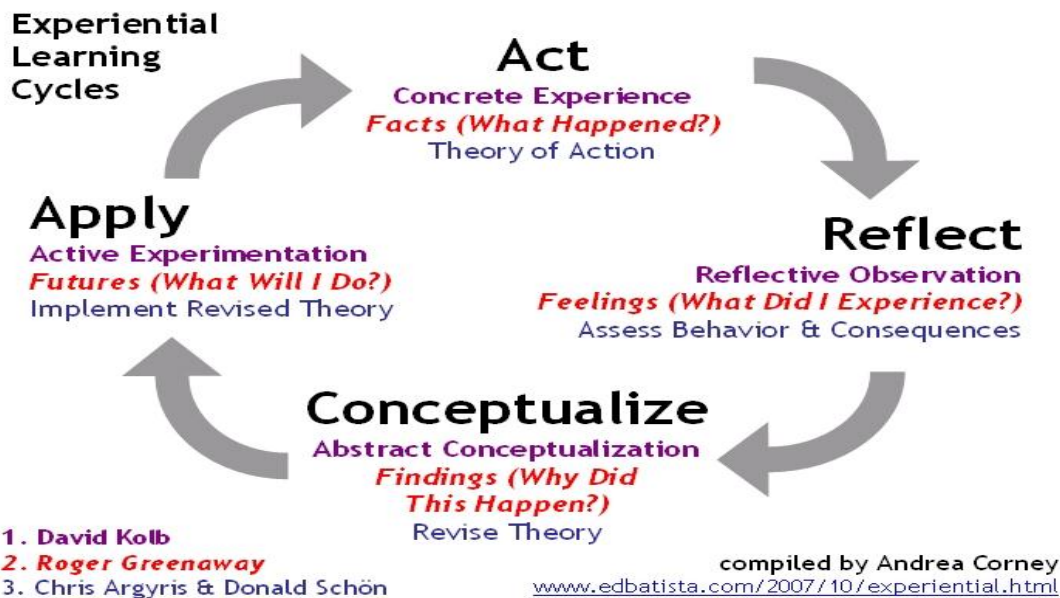 Experiential
Learning
Cycles
Act
Concrete Experience
Facts (What Happened?)
Theory of Action
Reflect
Reflective Observation
Feelings (What Did I Experience?)
Assess Behavior & Consequences
Conceptualize
Abstract Conceptualization
Findings (Why Did
This Happen?)
Revise Theory
Apply
Active Experimentation
Futures (What Will I Do?)
Implement Revised Theory
1. David Kolb
2. Roger Greenaway
3. Chris Argyris & Donald Schön
compiled by Andrea Corney
www.edbatista.com/2007/10/experiential.html